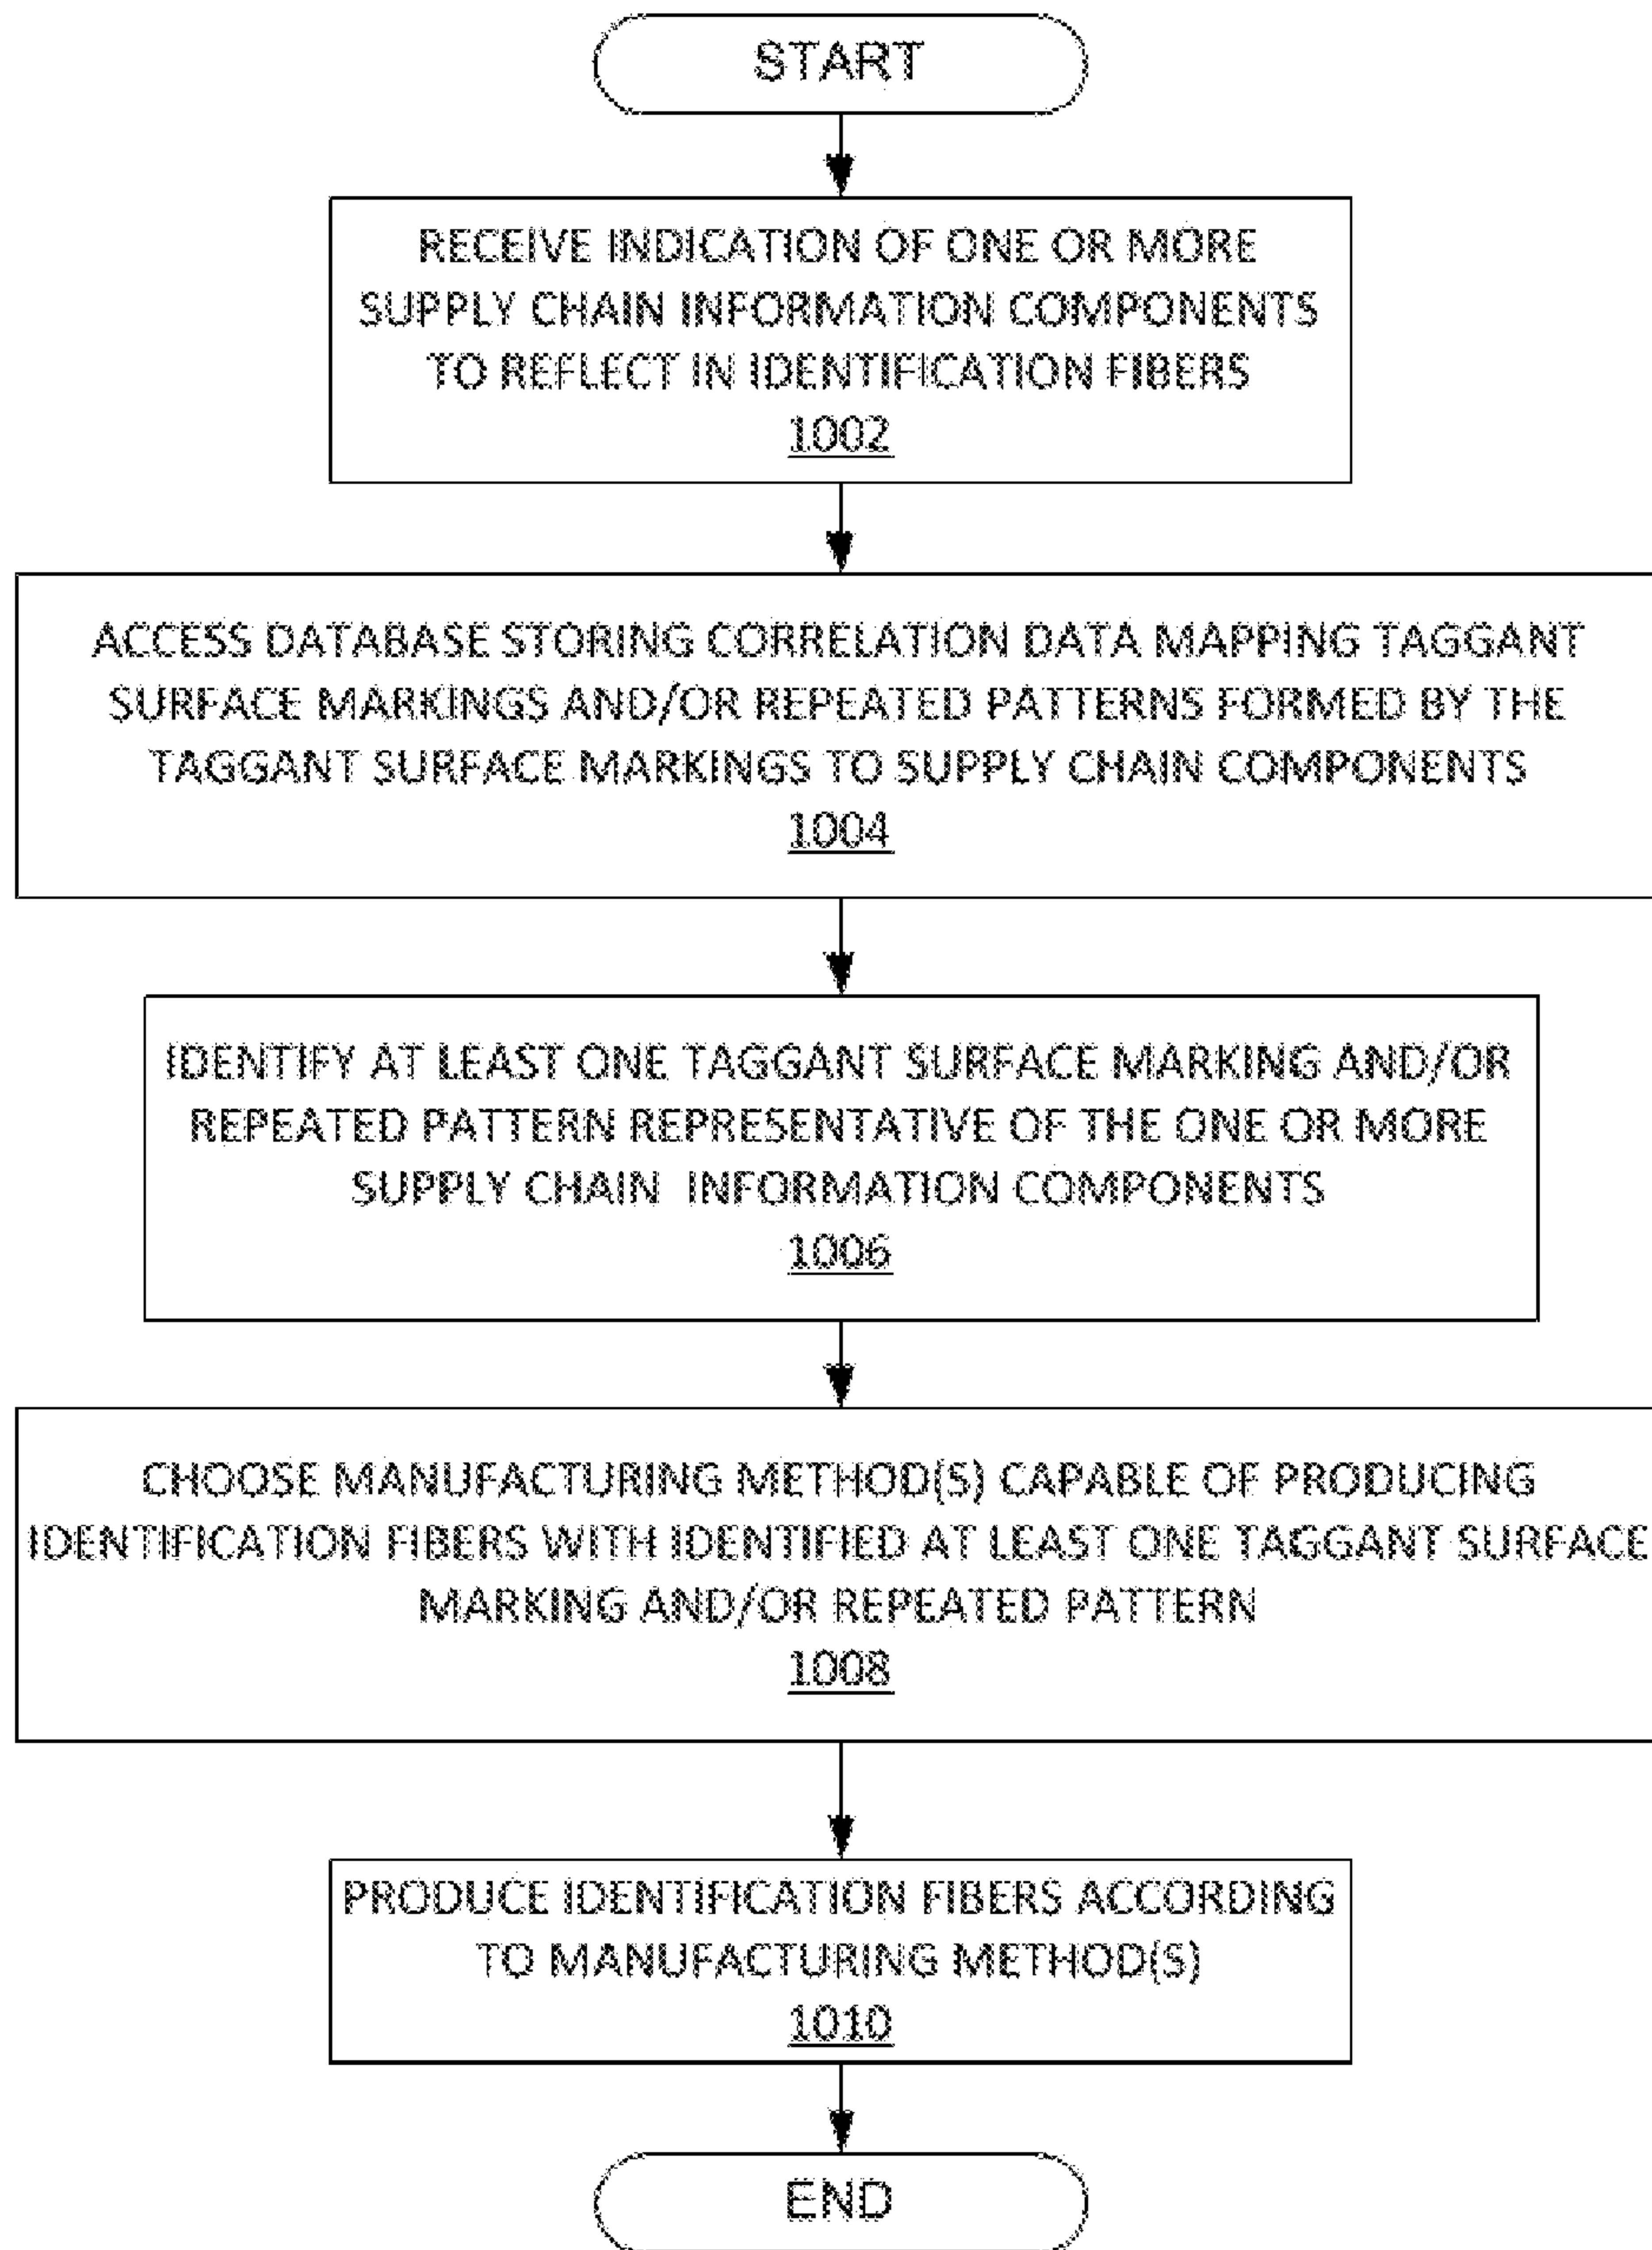 START
RECEIVE INDICATION OF ONE OR MORE
SUPPLY CHAIN INFORMATION COMPONENTS
TO REFLECT IN IDENTIFICATION FIBERS
1002
ACCESS DATABASE STORING CORRELATION DATA MAPPING TAGGANT
SURFACE MARKINGS AND/OR REPEATED PATTERNS FORMED BY THE
TAGGANT SURFACE MARKINGS TO SUPPLY CHAIN COMPONENTS
1004
IDENTIFY AT LEAST ONE TAGGANT SURFACE MARKING AND/OR
REPEATED PATTERN REPRESENTATIVE OF THE ONE OR MORE
SUPPLY CHAIN INFORMATION COMPONENTS
1006
CHOOSE MANUFACTURING METHOD(S) CAPABLE OF PRODUCING
IDENTIFICATION FIBERS WITH IDENTIFIED AT LEAST ONE TAGGANT SURFACE
MARKING AND/OR REPEATED PATTERN
1008
PRODUCE IDENTIFICATION FIBERS ACCORDING
TO MANUFACTURING METHOD(S)
1010
END